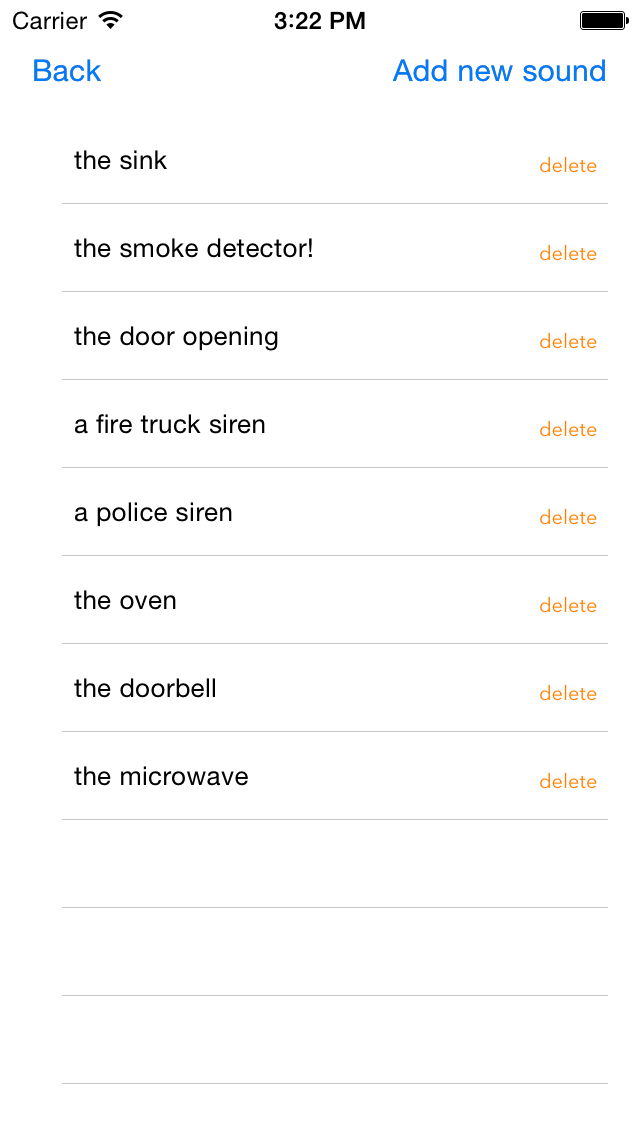 Carrier 3:22 PM
Back Add new sound
the sink delete
the smoke detector! delete
the door opening delete
a fire truck siren delete
a police siren delete
the oven delete
the doorbell delete
the microwave delete